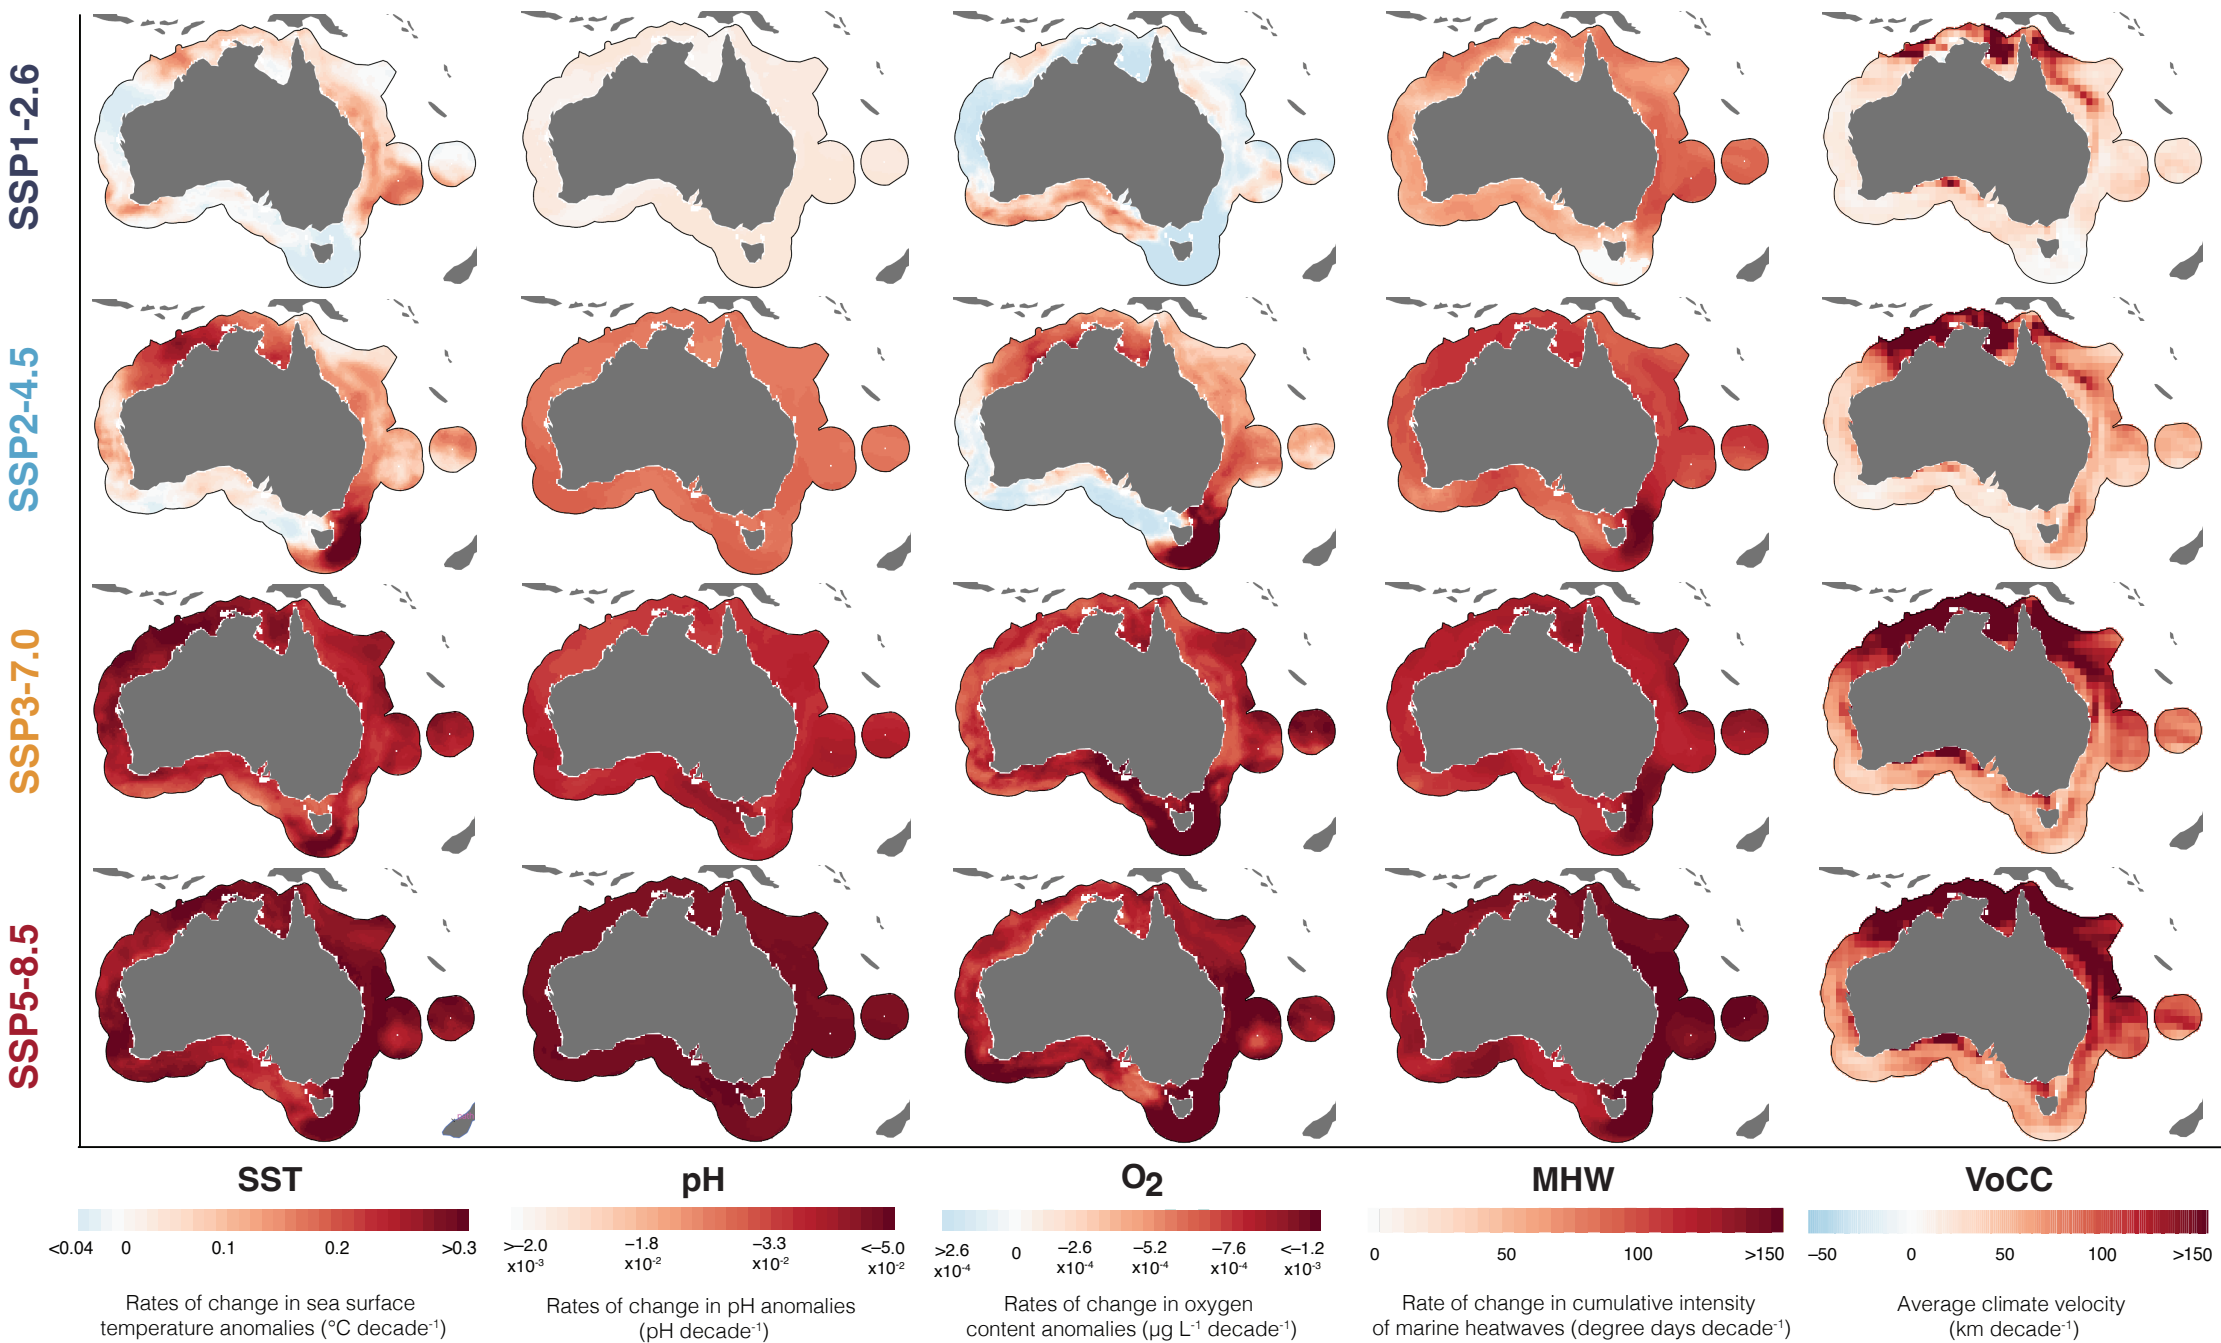 SSP1-2.6
SSP2-4.5
SSP3-7.0
SSP5-8.5
SST
pH
O2
MHW
VoCC
<0.04 0 0.1 0.2 >0.3
>–2.0 x10-3 –1.8 x10-2 –3.3 x10-2 <–5.0 x10-2
>2.6 x10-4 0 –2.6 x10-4 –5.2 x10-4 –7.6 x10-4 <–1.2 x10-3
0 50 100 >150
–50 0 50 100 >150
Rates of change in sea surface
temperature anomalies (°C decade-1)
Rates of change in pH anomalies
(pH decade-1)
Rates of change in oxygen
content anomalies (µg L-1 decade-1)
Rate of change in cumulative intensity
of marine heatwaves (degree days decade-1)
Average climate velocity
(km decade-1)